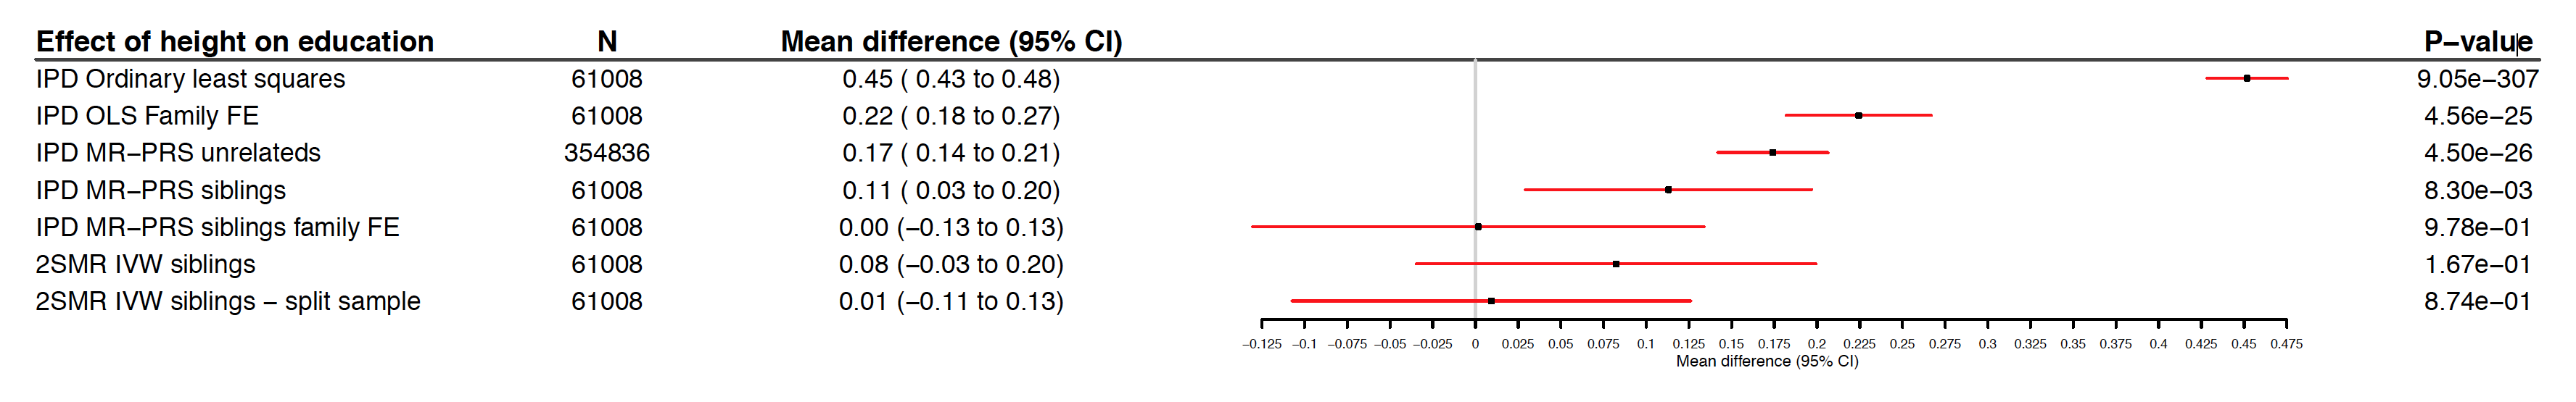 Effect of height on education N Mean difference (95% CI) P−value
IPD Ordinary least squares 61008 0.45 ( 0.43 to 0.48) 9.05e−307
IPD OLS Family FE 61008 0.22 ( 0.18 to 0.27) 4.56e−25
IPD MR−PRS unrelateds 354836 0.17 ( 0.14 to 0.21) 4.50e−26
IPD MR−PRS siblings 61008 0.11 ( 0.03 to 0.20) 8.30e−03
IPD MR−PRS siblings family FE 61008 0.00 (−0.13 to 0.13) 9.78e−01
2SMR IVW siblings 61008 0.08 (−0.03 to 0.20) 1.67e−01
2SMR IVW siblings − split sample 61008 0.01 (−0.11 to 0.13) 8.74e−01
−0.125 −0.1 −0.075 −0.05 −0.025 0 0.025 0.05 0.075 0.1 0.125 0.15 0.175 0.2 0.225 0.25 0.275 0.3 0.325 0.35 0.375 0.4 0.425 0.45 0.475
Mean difference (95% CI)